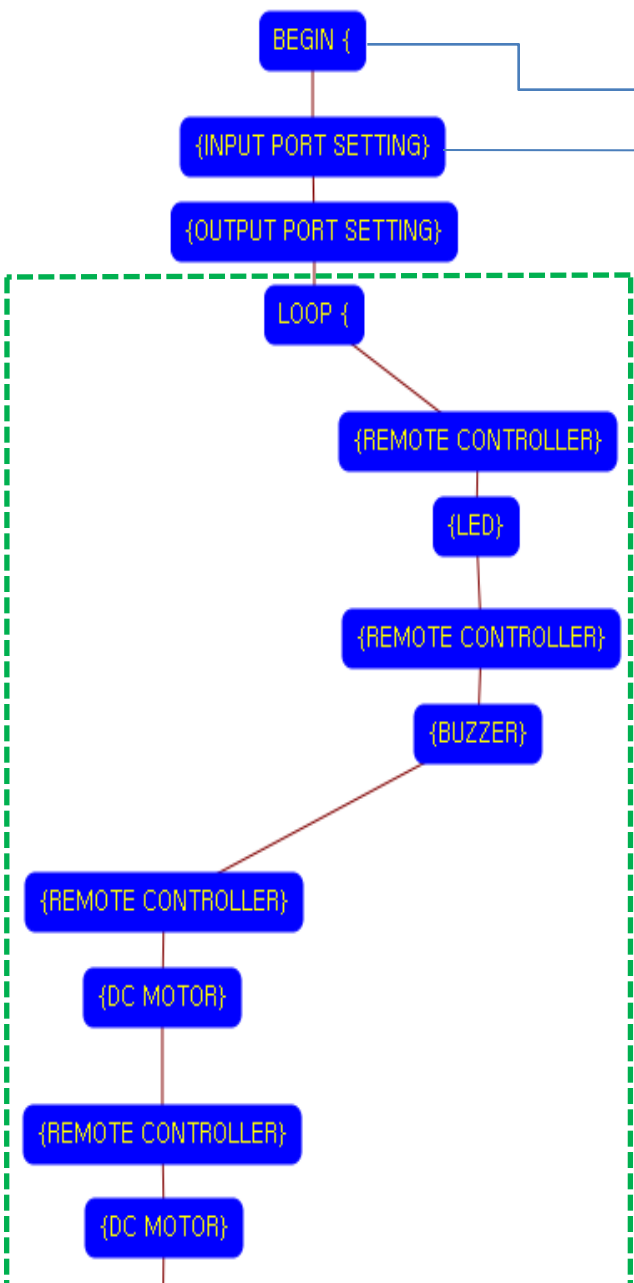 BEGIN {
{INPUT PORT SETTING}
{OUTPUT PORT SETTING}
LOOP {
{REMOTE CONTROLLER}
{LED}
{REMOTE CONTROLLER}
{BUZZER}
{REMOTE CONTROLLER}
{DC MOTOR}
{REMOTE CONTROLLER}
{DC MOTOR}